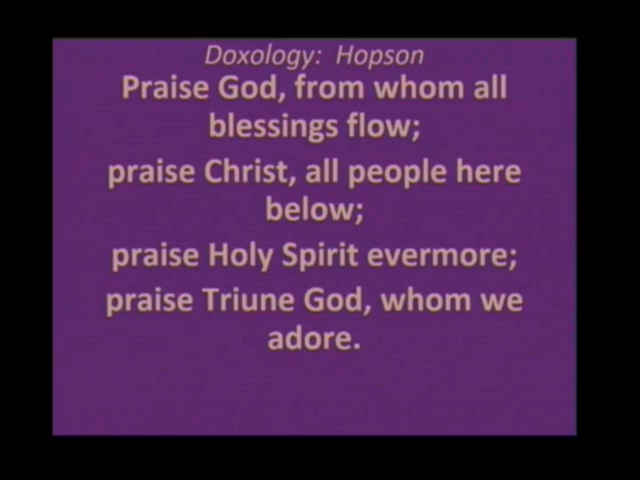 Doxology: Hopson
Praise God, from whom all
blessings flow;
praise Christ, all people here
below;
praise Holy Spirit evermore;
praise Triune God, whom we
adore.